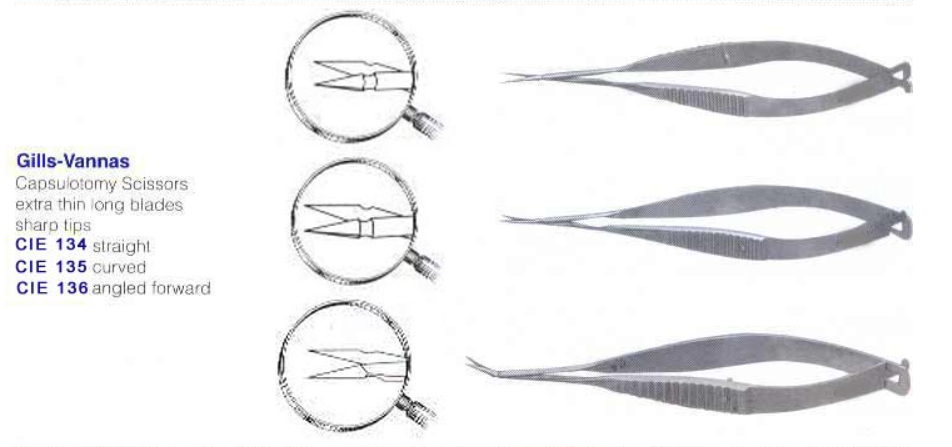 Gills-Vannas
Capsulotomy Scissors
extra thin long blades
sharp tips
CIE 134 straight
CIE 135 curved
CIE 136 angled forward